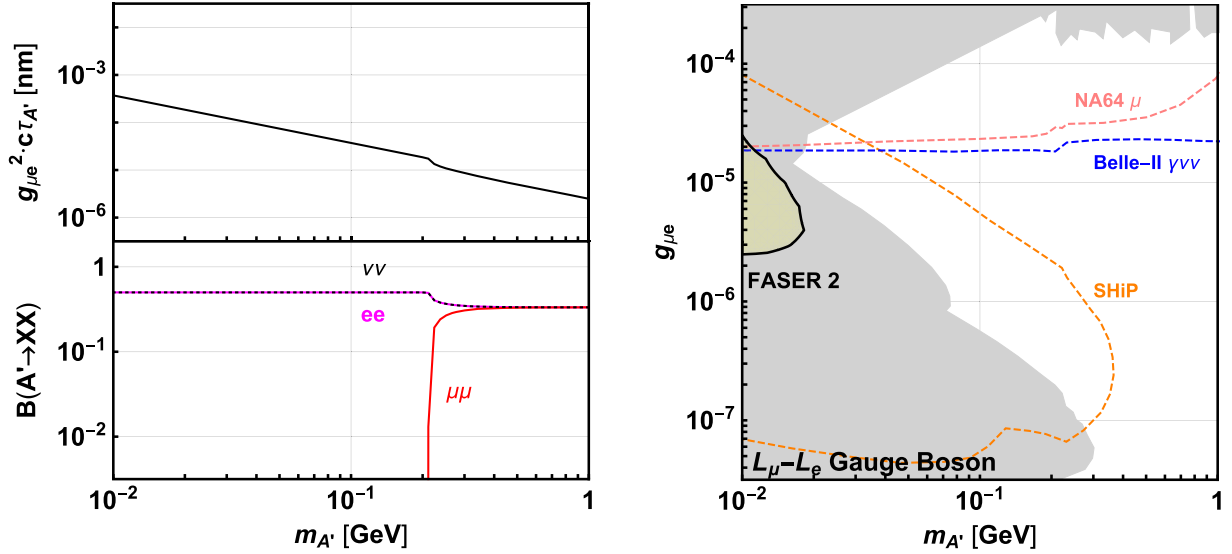 10⁻³
10⁻⁶
g_μe²·cτ_A' [nm]
1
10⁻¹
10⁻²
B(A'→XX)
νν
ee
μμ
10⁻² 10⁻¹ 1
m_A' [GeV]
10⁻⁴
10⁻⁵
10⁻⁶
10⁻⁷
g_μe
NA64 μ
Belle–II γνν
FASER 2
SHiP
L_μ–L_e Gauge Boson
10⁻² 10⁻¹ 1
m_A' [GeV]